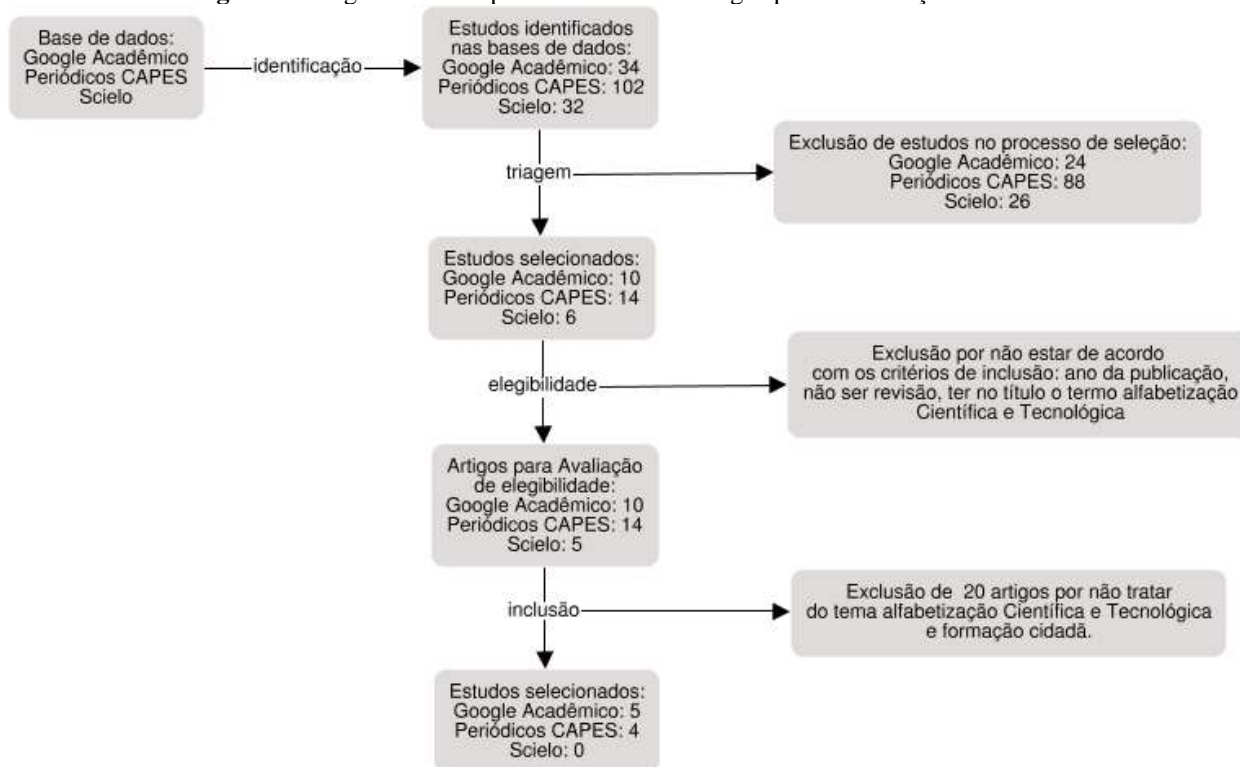 Base de dados:
Google Acadêmico
Periódicos CAPES
Scielo
identificação
Estudos identificados
nas bases de dados:
Google Acadêmico: 34
Periódicos CAPES: 102
Scielo: 32
triagem
Exclusão de estudos no processo de seleção:
Google Acadêmico: 24
Periódicos CAPES: 88
Scielo: 26
Estudos selecionados:
Google Acadêmico: 10
Periódicos CAPES: 14
Scielo: 6
elegibilidade
Exclusão por não estar de acordo
com os critérios de inclusão: ano da publicação,
não ser revisão, ter no título o termo alfabetização
Científica e Tecnológica
Artigos para Avaliação
de elegibilidade:
Google Acadêmico: 10
Periódicos CAPES: 14
Scielo: 5
inclusão
Exclusão de 20 artigos por não tratar
do tema alfabetização Científica e Tecnológica
e formação cidadã.
Estudos selecionados:
Google Acadêmico: 5
Periódicos CAPES: 4
Scielo: 0